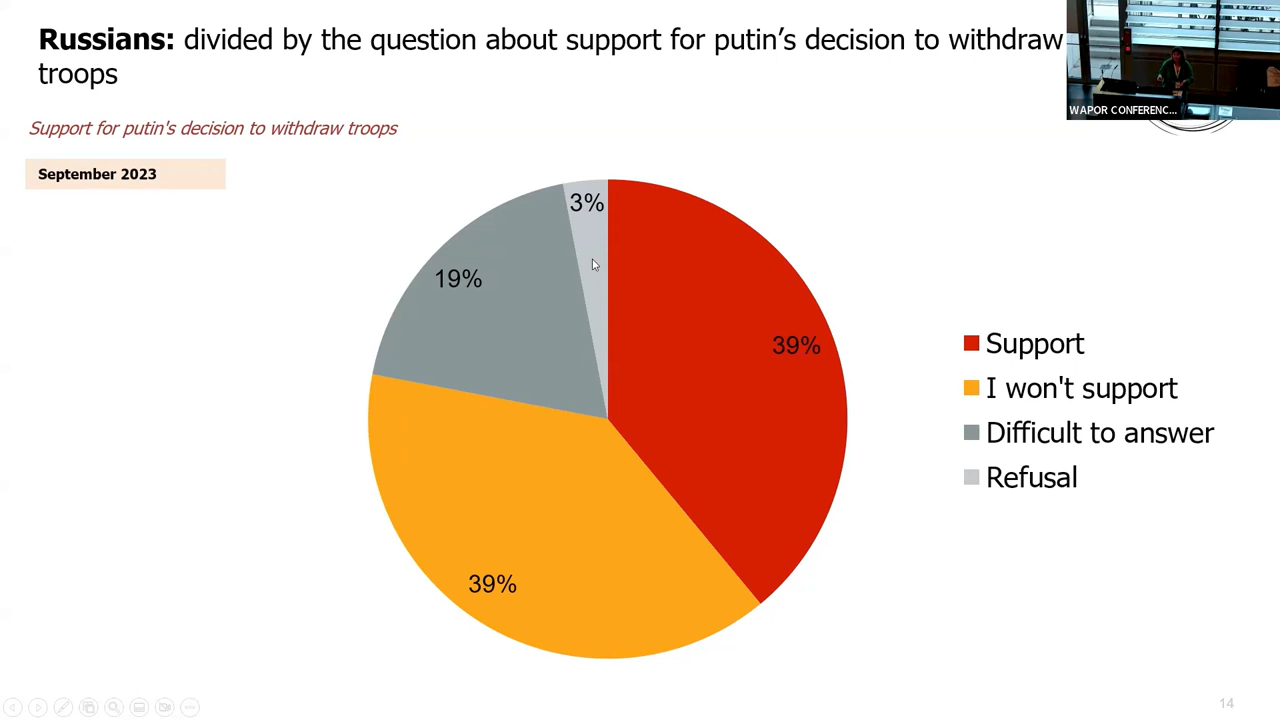 Russians: divided by the question about support for putin's decision to withdraw
troops
WAPOR CONFERENC...
Support for putin's decision to withdraw troops
September 2023
3%
19%
39%
39%
Support
I won't support
Difficult to answer
Refusal
14